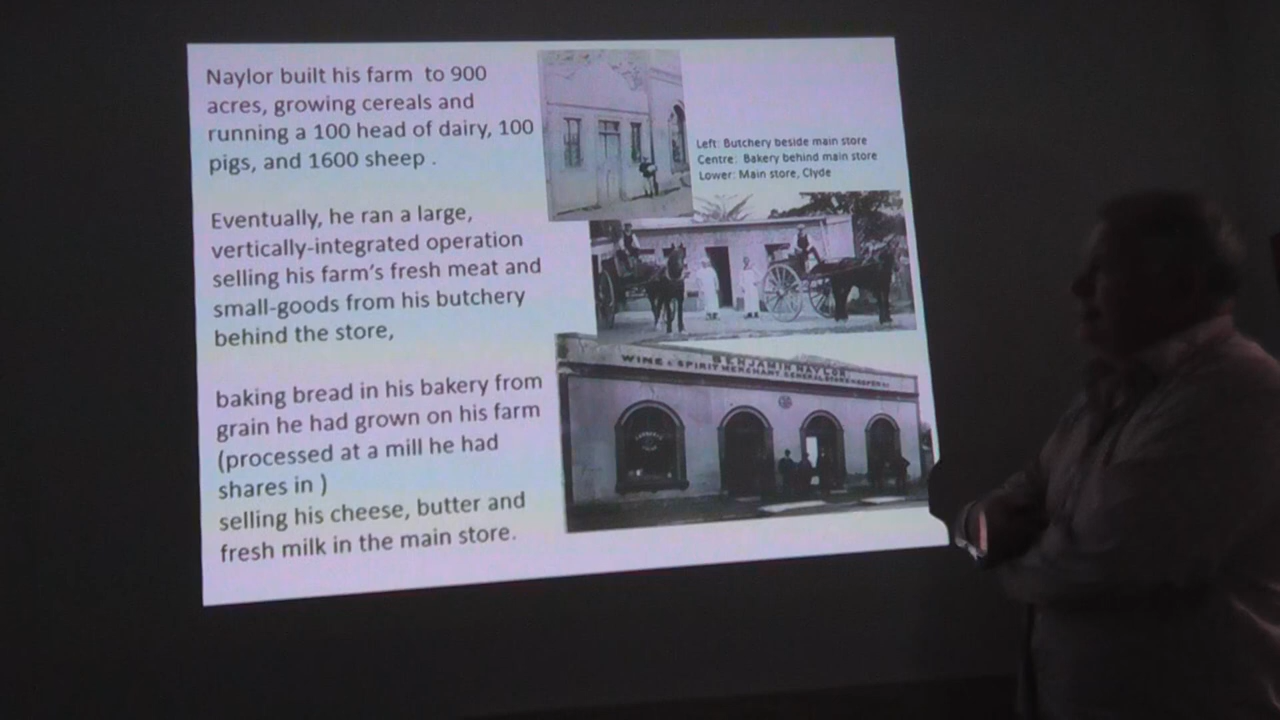 Naylor built his farm to 900
acres, growing cereals and
running a 100 head of dairy, 100
pigs, and 1600 sheep .
Eventually, he ran a large,
vertically-integrated operation
selling his farm's fresh meat and
small-goods from his butchery
behind the store,
baking bread in his bakery from
grain he had grown on his farm
(processed at a mill he had
shares in )
selling his cheese, butter and
fresh milk in the main store.
Left: Butchery beside main store
Centre: Bakery behind main store
Lower: Main store, Clyde
BENJAMIN NAYLOR
WINE & SPIRIT MERCHANT GENERAL STOREKEEPER &c